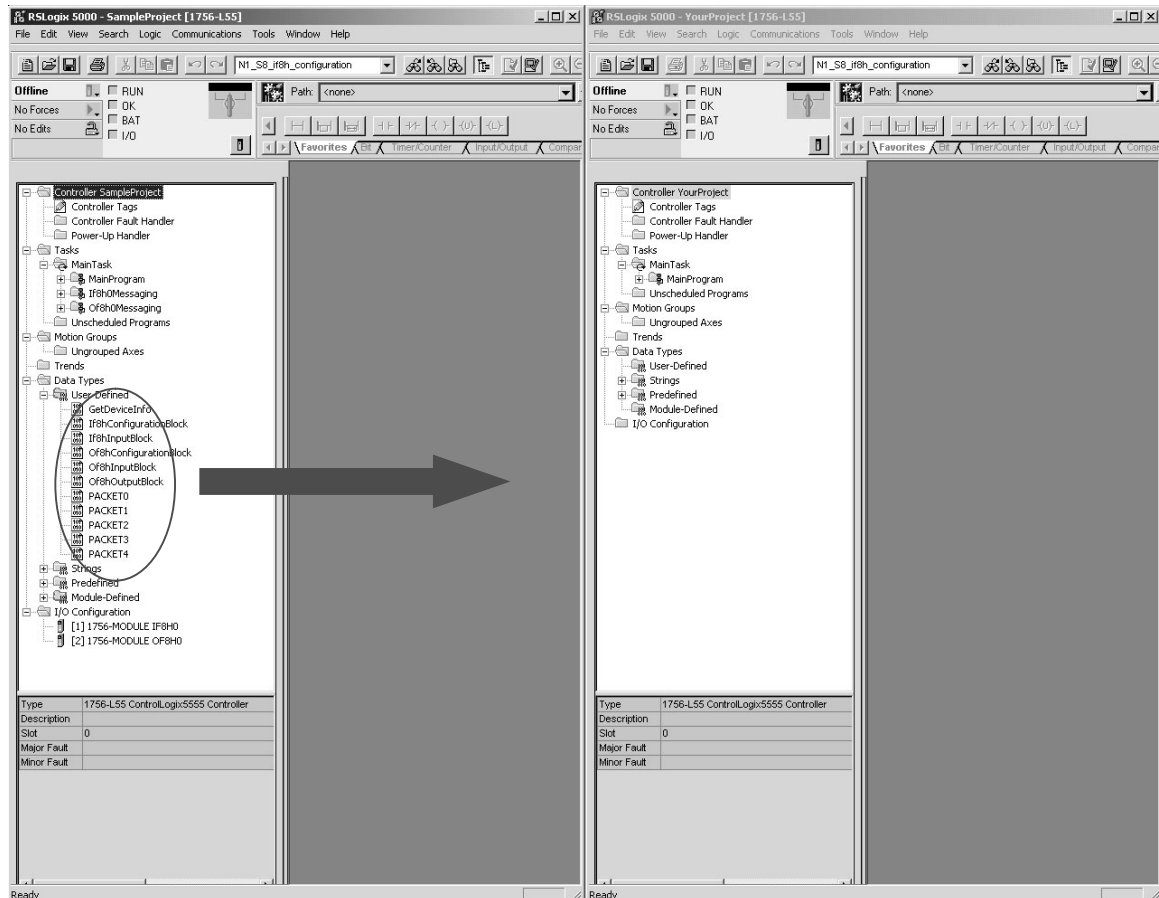 RSLogix 5000 - SampleProject [1756-L55]
File Edit View Search Logic Communications Tools Window Help
N1_S8_if8h_configuration
Offline
RUN
Path: <none>
No Forces
OK
BAT
No Edits
I/O
Favorites Bit Timer/Counter Input/Output Compar
Controller SampleProject
Controller Tags
Controller Fault Handler
Power-Up Handler
Tasks
MainTask
MainProgram
If8h0Messaging
Of8h0Messaging
Unscheduled Programs
Motion Groups
Ungrouped Axes
Trends
Data Types
User-Defined
GetDeviceInfo
If8hConfigurationBlock
If8hInputBlock
Of8hConfigurationBlock
Of8hInputBlock
Of8hOutputBlock
PACKET0
PACKET1
PACKET2
PACKET3
PACKET4
Strings
Predefined
Module-Defined
I/O Configuration
[1] 1756-MODULE IF8H0
[2] 1756-MODULE OF8H0
Type 1756-L55 ControlLogix5555 Controller
Description
Slot 0
Major Fault
Minor Fault
Ready
RSLogix 5000 - YourProject [1756-L55]
File Edit View Search Logic Communications Tools Window Help
N1_S8_if8h_configuration
Offline
RUN
Path: <none>
No Forces
OK
BAT
No Edits
I/O
Favorites Bit Timer/Counter Input/Output Compar
Controller YourProject
Controller Tags
Controller Fault Handler
Power-Up Handler
Tasks
MainTask
MainProgram
Unscheduled Programs
Motion Groups
Ungrouped Axes
Trends
Data Types
User-Defined
Strings
Predefined
Module-Defined
I/O Configuration
Type 1756-L55 ControlLogix5555 Controller
Description
Slot 0
Major Fault
Minor Fault
Ready